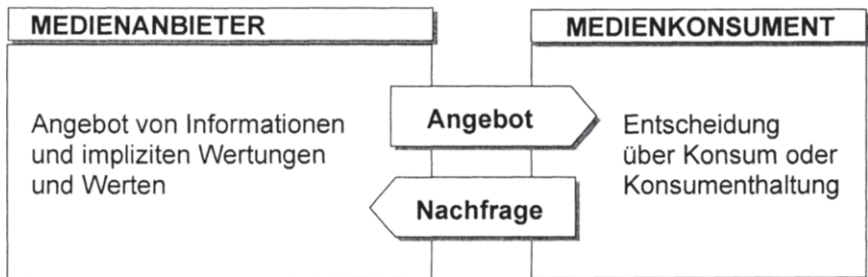 MEDIENANBIETER
Angebot von Informationen
und impliziten Wertungen
und Werten
Angebot
Nachfrage
MEDIENKONSUMENT
Entscheidung
über Konsum oder
Konsumenthaltung